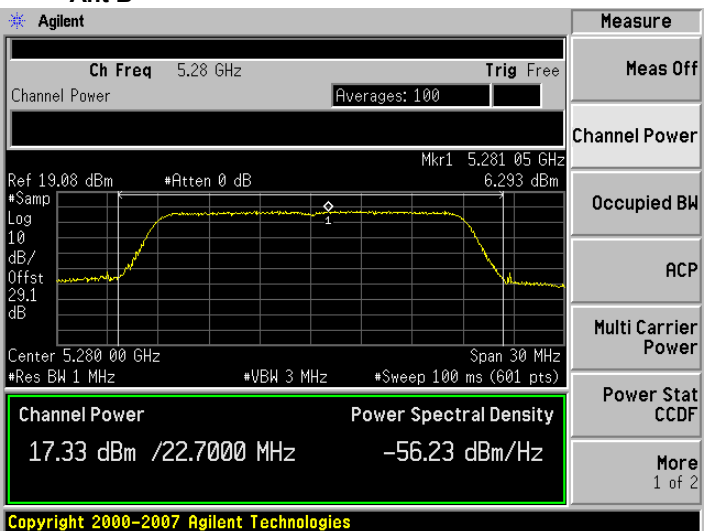 Agilent
Measure
Ch Freq 5.28 GHz Trig Free
Channel Power Averages: 100
Mkr1 5.281 05 GHz
Ref 19.08 dBm #Atten 0 dB 6.293 dBm
#Samp
Log
10
dB/
Offst
29.1
dB
1
Center 5.280 00 GHz Span 30 MHz
#Res BW 1 MHz #VBW 3 MHz #Sweep 100 ms (601 pts)
Channel Power Power Spectral Density
17.33 dBm /22.7000 MHz -56.23 dBm/Hz
Copyright 2000-2007 Agilent Technologies
Meas Off
Channel Power
Occupied BW
ACP
Multi Carrier
Power
Power Stat
CCDF
More
1 of 2